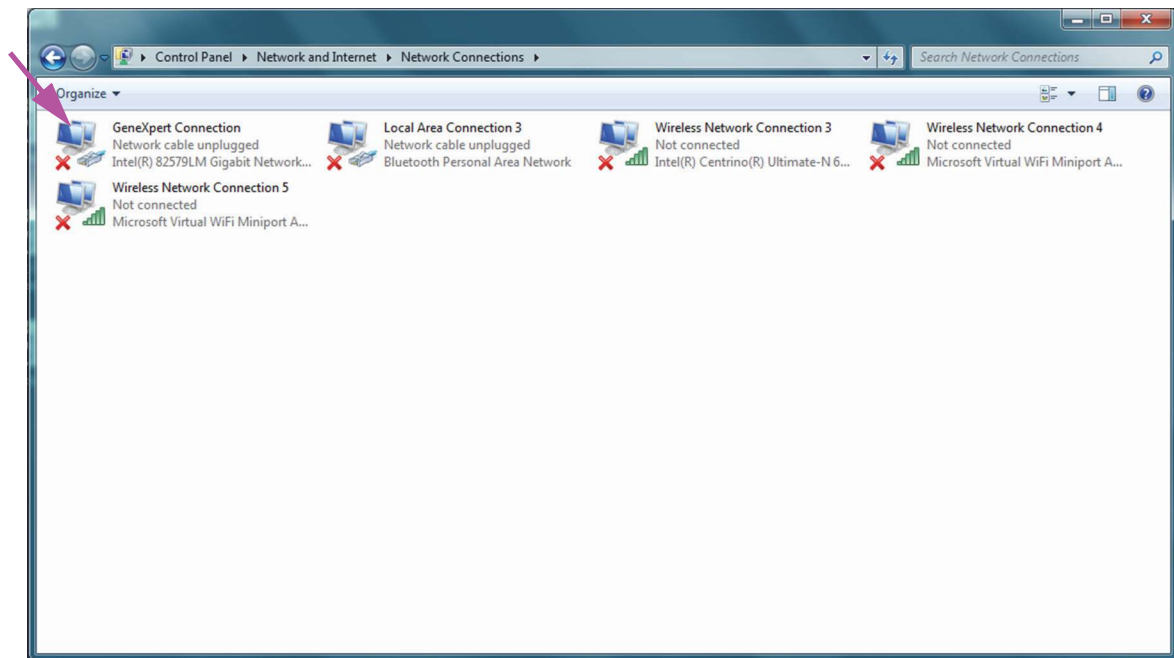 Control Panel ▸ Network and Internet ▸ Network Connections ▸
Search Network Connections
Organize
GeneXpert Connection
Network cable unplugged
Intel(R) 82579LM Gigabit Network...
Local Area Connection 3
Network cable unplugged
Bluetooth Personal Area Network
Wireless Network Connection 3
Not connected
Intel(R) Centrino(R) Ultimate-N 6...
Wireless Network Connection 4
Not connected
Microsoft Virtual WiFi Miniport A...
Wireless Network Connection 5
Not connected
Microsoft Virtual WiFi Miniport A...